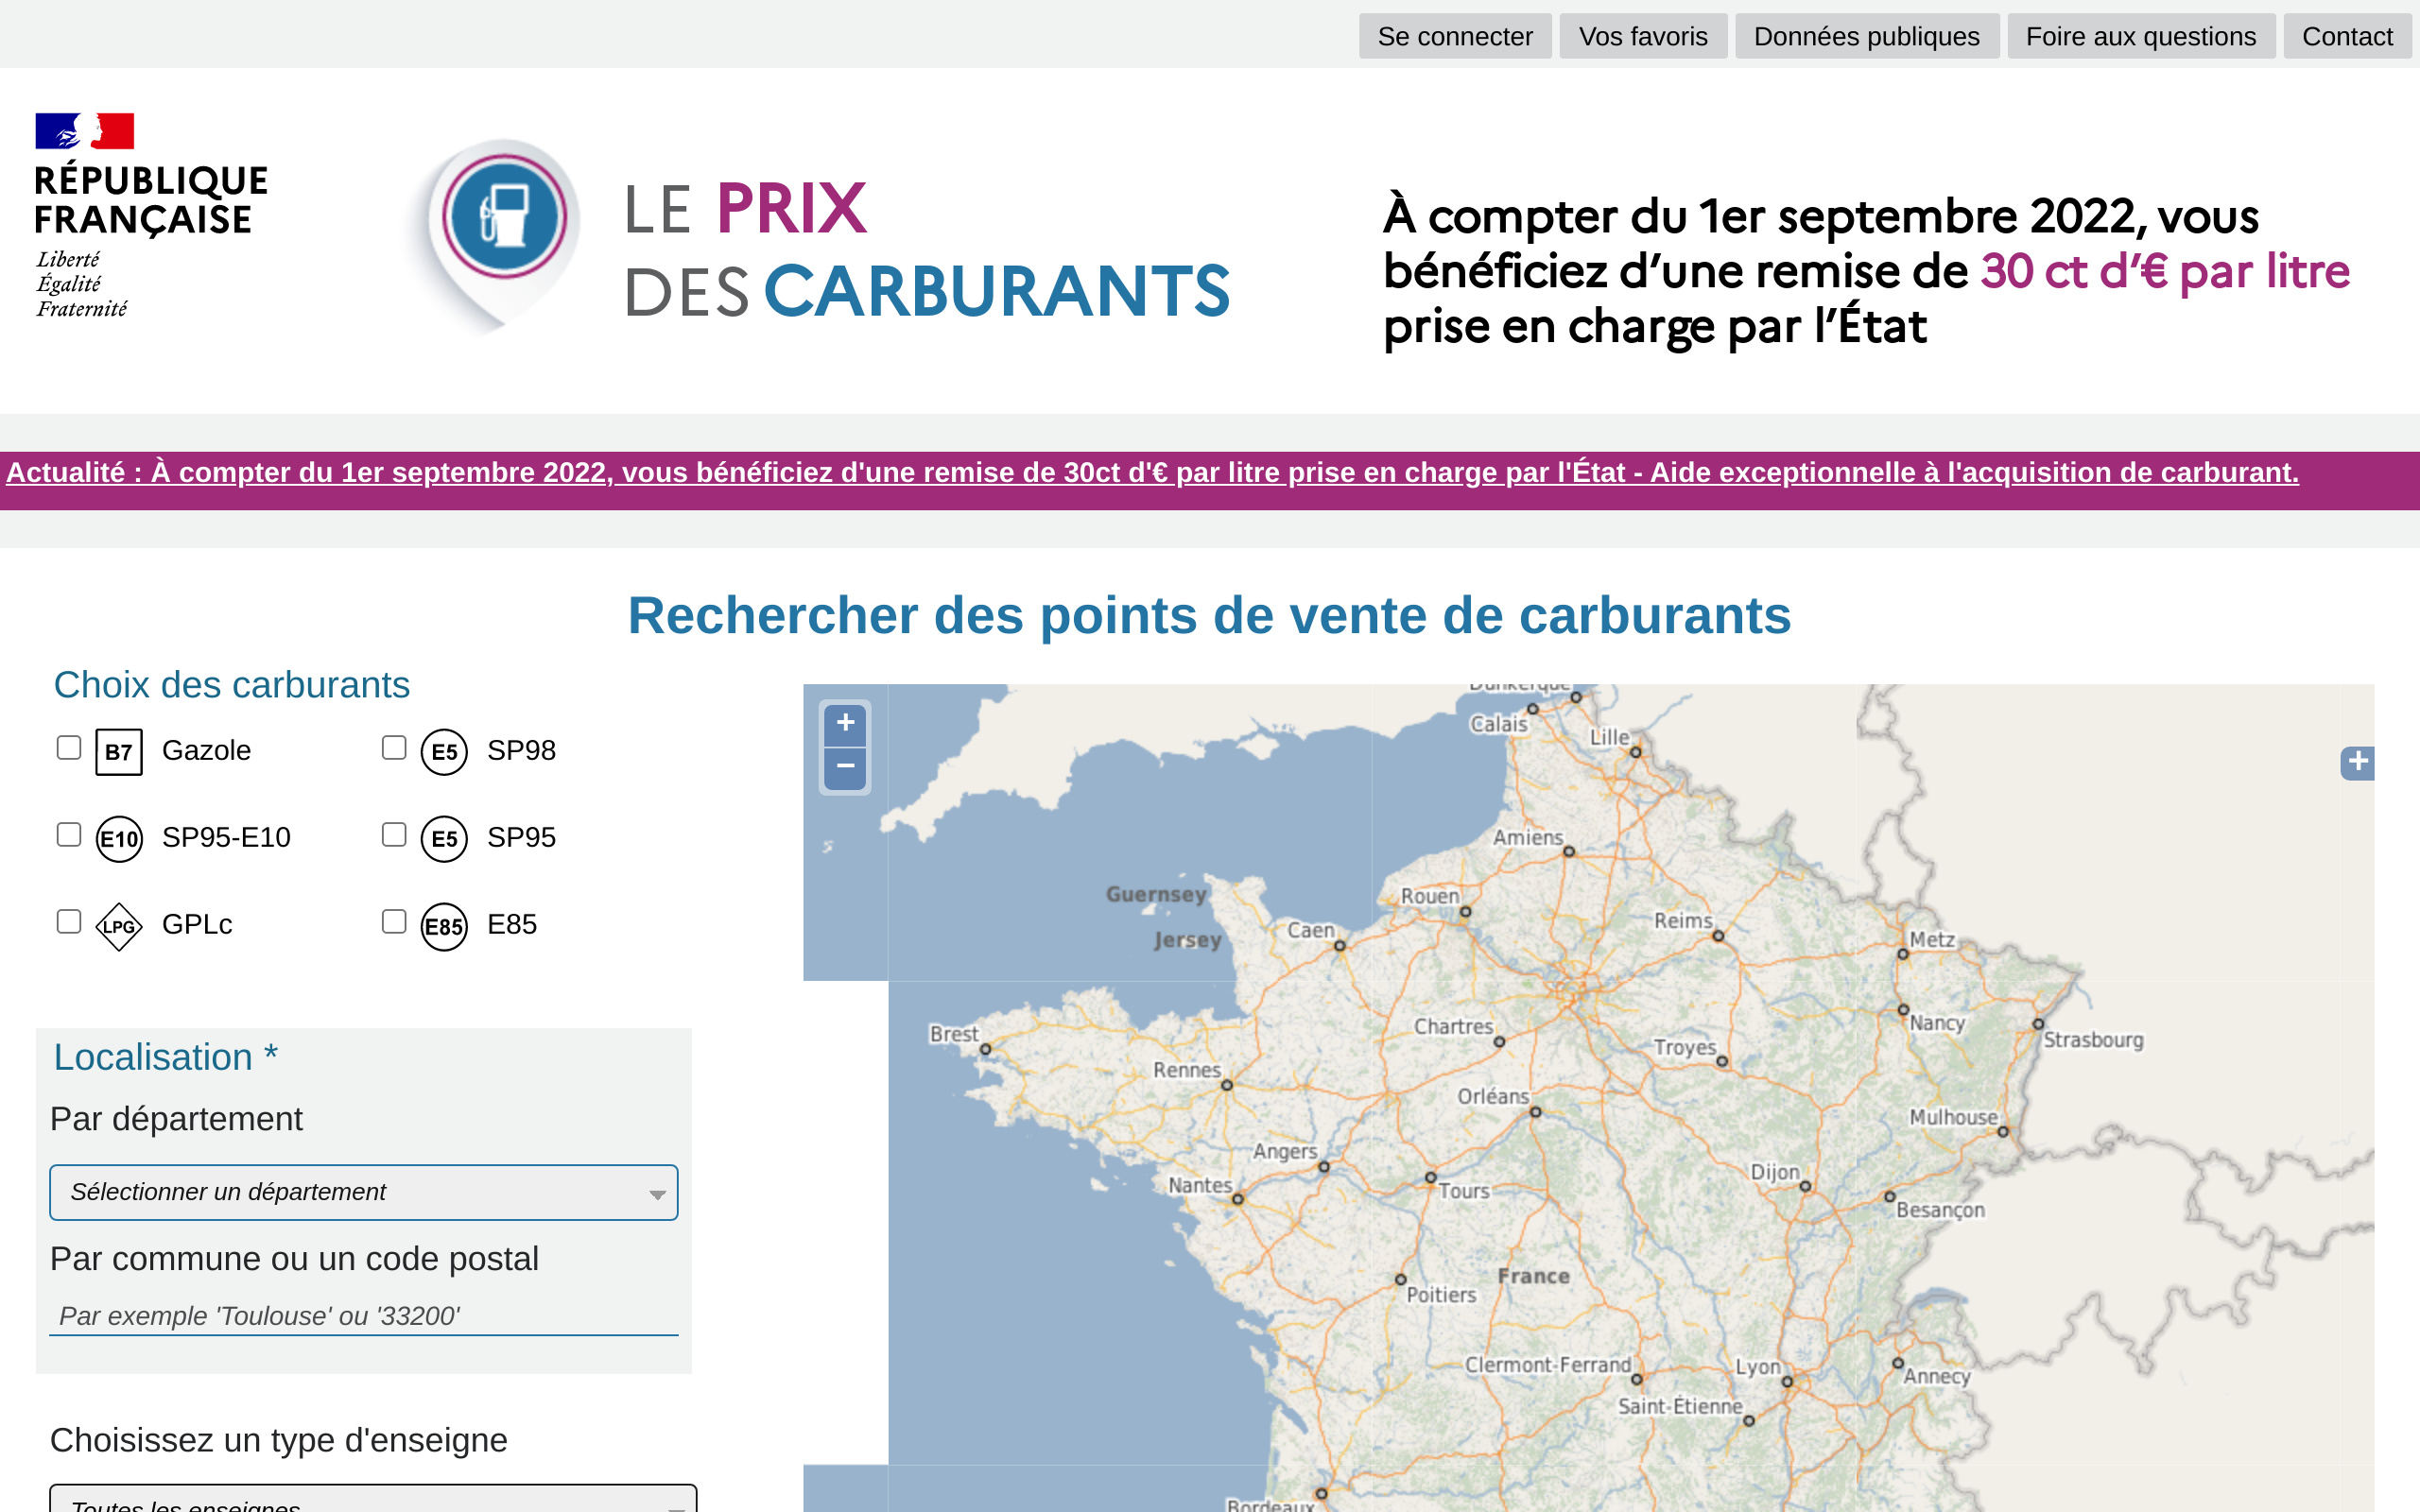 Se connecter Vos favoris Données publiques Foire aux questions Contact
RÉPUBLIQUE
FRANÇAISE
Liberté
Égalité
Fraternité
LE PRIX
DES CARBURANTS
À compter du 1er septembre 2022, vous
bénéficiez d’une remise de 30 ct d’€ par litre
prise en charge par l’État
Actualité : À compter du 1er septembre 2022, vous bénéficiez d'une remise de 30ct d'€ par litre prise en charge par l'État - Aide exceptionnelle à l'acquisition de carburant.
Rechercher des points de vente de carburants
Choix des carburants
B7 Gazole
E5 SP98
E10 SP95-E10
E5 SP95
LPG GPLc
E85 E85
Localisation *
Par département
Sélectionner un département
Par commune ou un code postal
Par exemple 'Toulouse' ou '33200'
Choisissez un type d'enseigne
Toutes les enseignes
+
−
+
Dunkerque
Calais
Lille
Amiens
Guernsey
Rouen
Reims
Jersey
Caen
Metz
Brest
Chartres
Nancy
Strasbourg
Troyes
Rennes
Orléans
Mulhouse
Angers
Dijon
Nantes
Tours
Besançon
France
Poitiers
Clermont-Ferrand
Lyon
Annecy
Saint-Étienne
Bordeaux